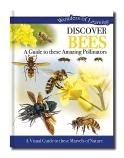 Wonders of Learning
DISCOVER
BEES
A Guide to these Amazing Pollinators
A Visual Guide to these Marvels of Nature